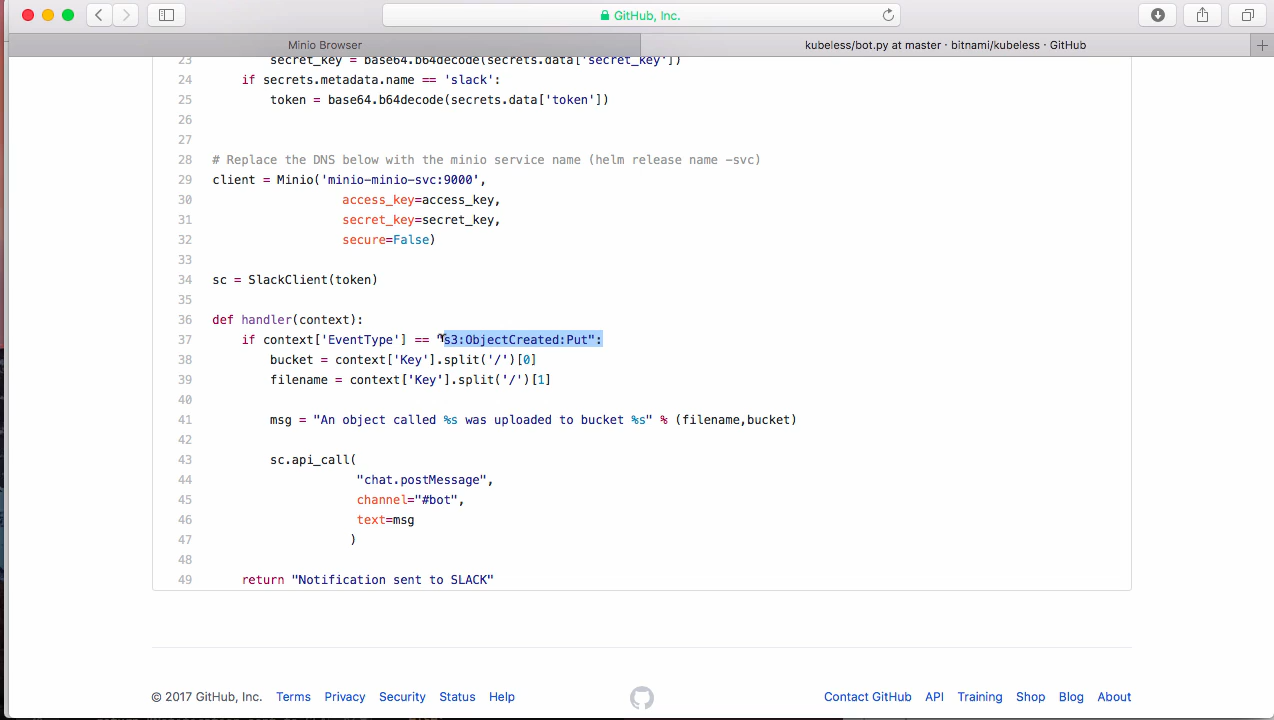 GitHub, Inc.
Minio Browser
kubeless/bot.py at master · bitnami/kubeless · GitHub
23 secret_key = base64.b64decode(secrets.data['secret_key'])
24 if secrets.metadata.name == 'slack':
25 token = base64.b64decode(secrets.data['token'])
26
27
28 # Replace the DNS below with the minio service name (helm release name -svc)
29 client = Minio('minio-minio-svc:9000',
30 access_key=access_key,
31 secret_key=secret_key,
32 secure=False)
33
34 sc = SlackClient(token)
35
36 def handler(context):
37 if context['EventType'] == "s3:ObjectCreated:Put":
38 bucket = context['Key'].split('/')[0]
39 filename = context['Key'].split('/')[1]
40
41 msg = "An object called %s was uploaded to bucket %s" % (filename,bucket)
42
43 sc.api_call(
44 "chat.postMessage",
45 channel="#bot",
46 text=msg
47 )
48
49 return "Notification sent to SLACK"
© 2017 GitHub, Inc. Terms Privacy Security Status Help Contact GitHub API Training Shop Blog About